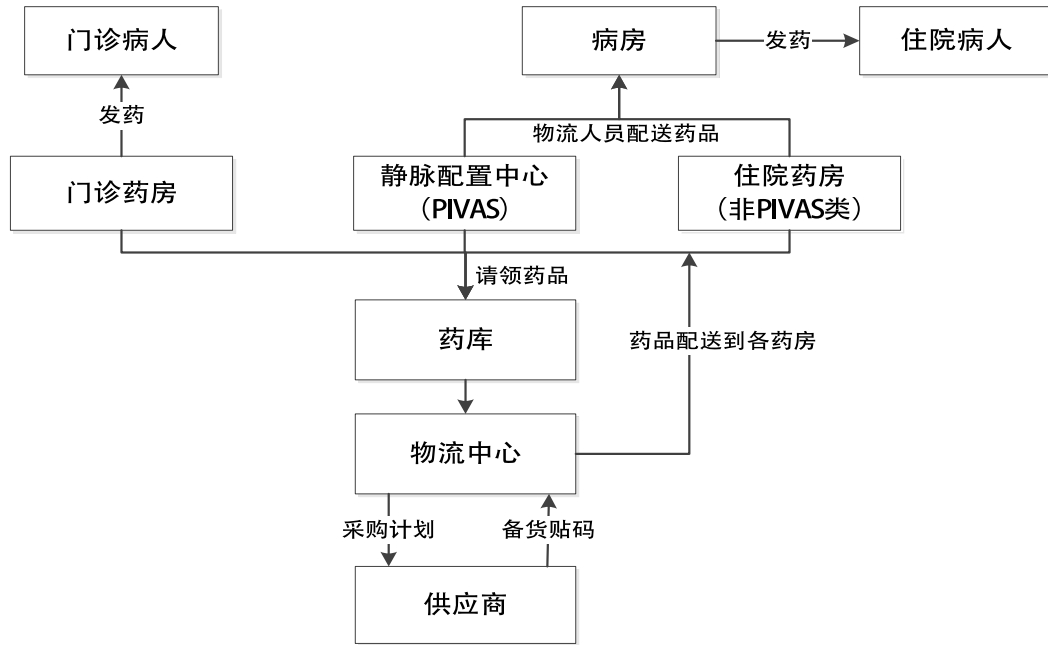 门诊病人
病房
发药
住院病人
发药
物流人员配送药品
门诊药房
静脉配置中心
（PIVAS）
住院药房
（非PIVAS类）
请领药品
药库
药品配送到各药房
物流中心
采购计划
备货贴码
供应商